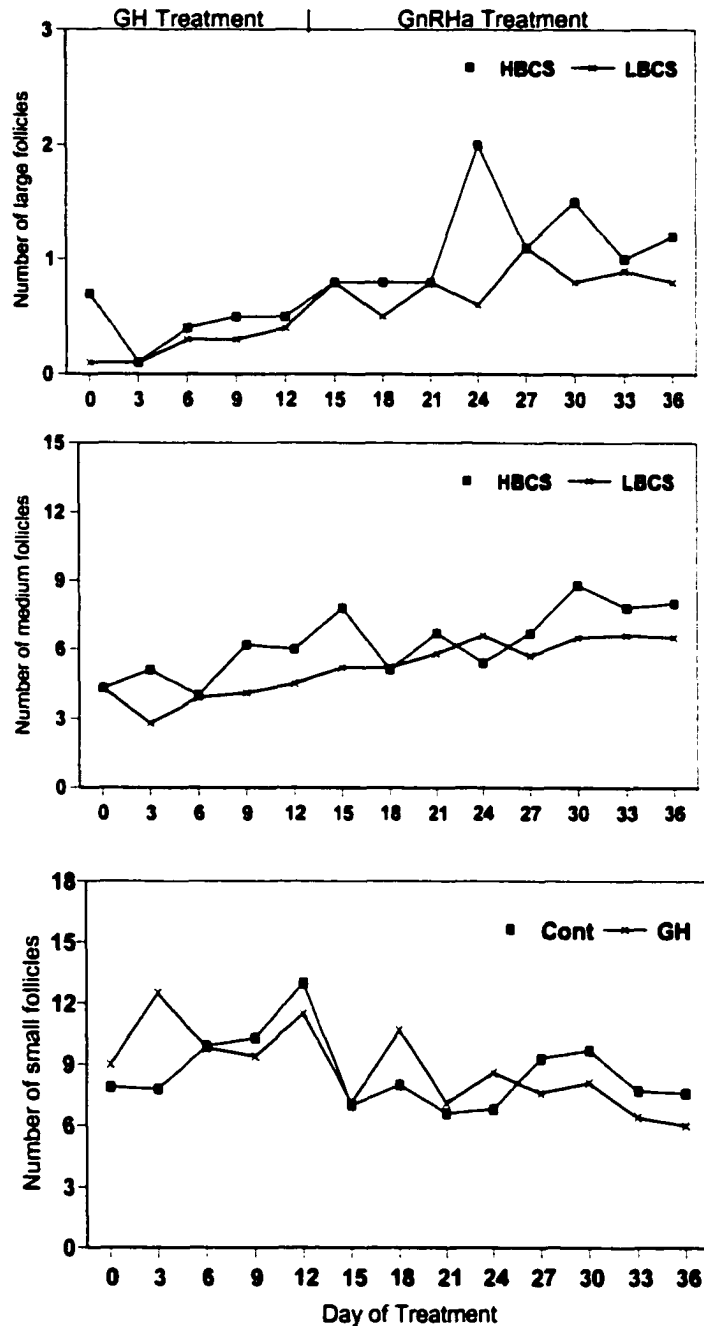 GH Treatment | GnRHa Treatment
3
HBCS LBCS
2
Number of large follicles
1
0
0 3 6 9 12 15 18 21 24 27 30 33 36
15
HBCS LBCS
12
Number of medium follicles
9
6
3
0
0 3 6 9 12 15 18 21 24 27 30 33 36
18
Cont GH
15
Number of small follicles
12
9
6
3
0
0 3 6 9 12 15 18 21 24 27 30 33 36
Day of Treatment